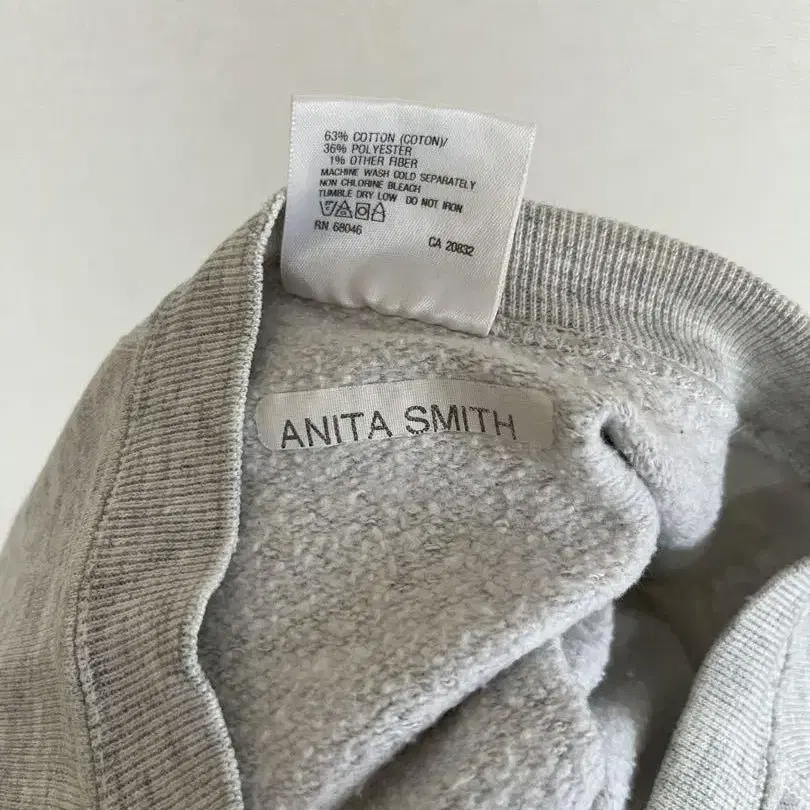 63% COTTON (COTON)/
36% POLYESTER
1% OTHER FIBER
MACHINE WASH COLD SEPARATELY
NON CHLORINE BLEACH
TUMBLE DRY LOW DO NOT IRON
RN 68046 CA 20832
ANITA SMITH